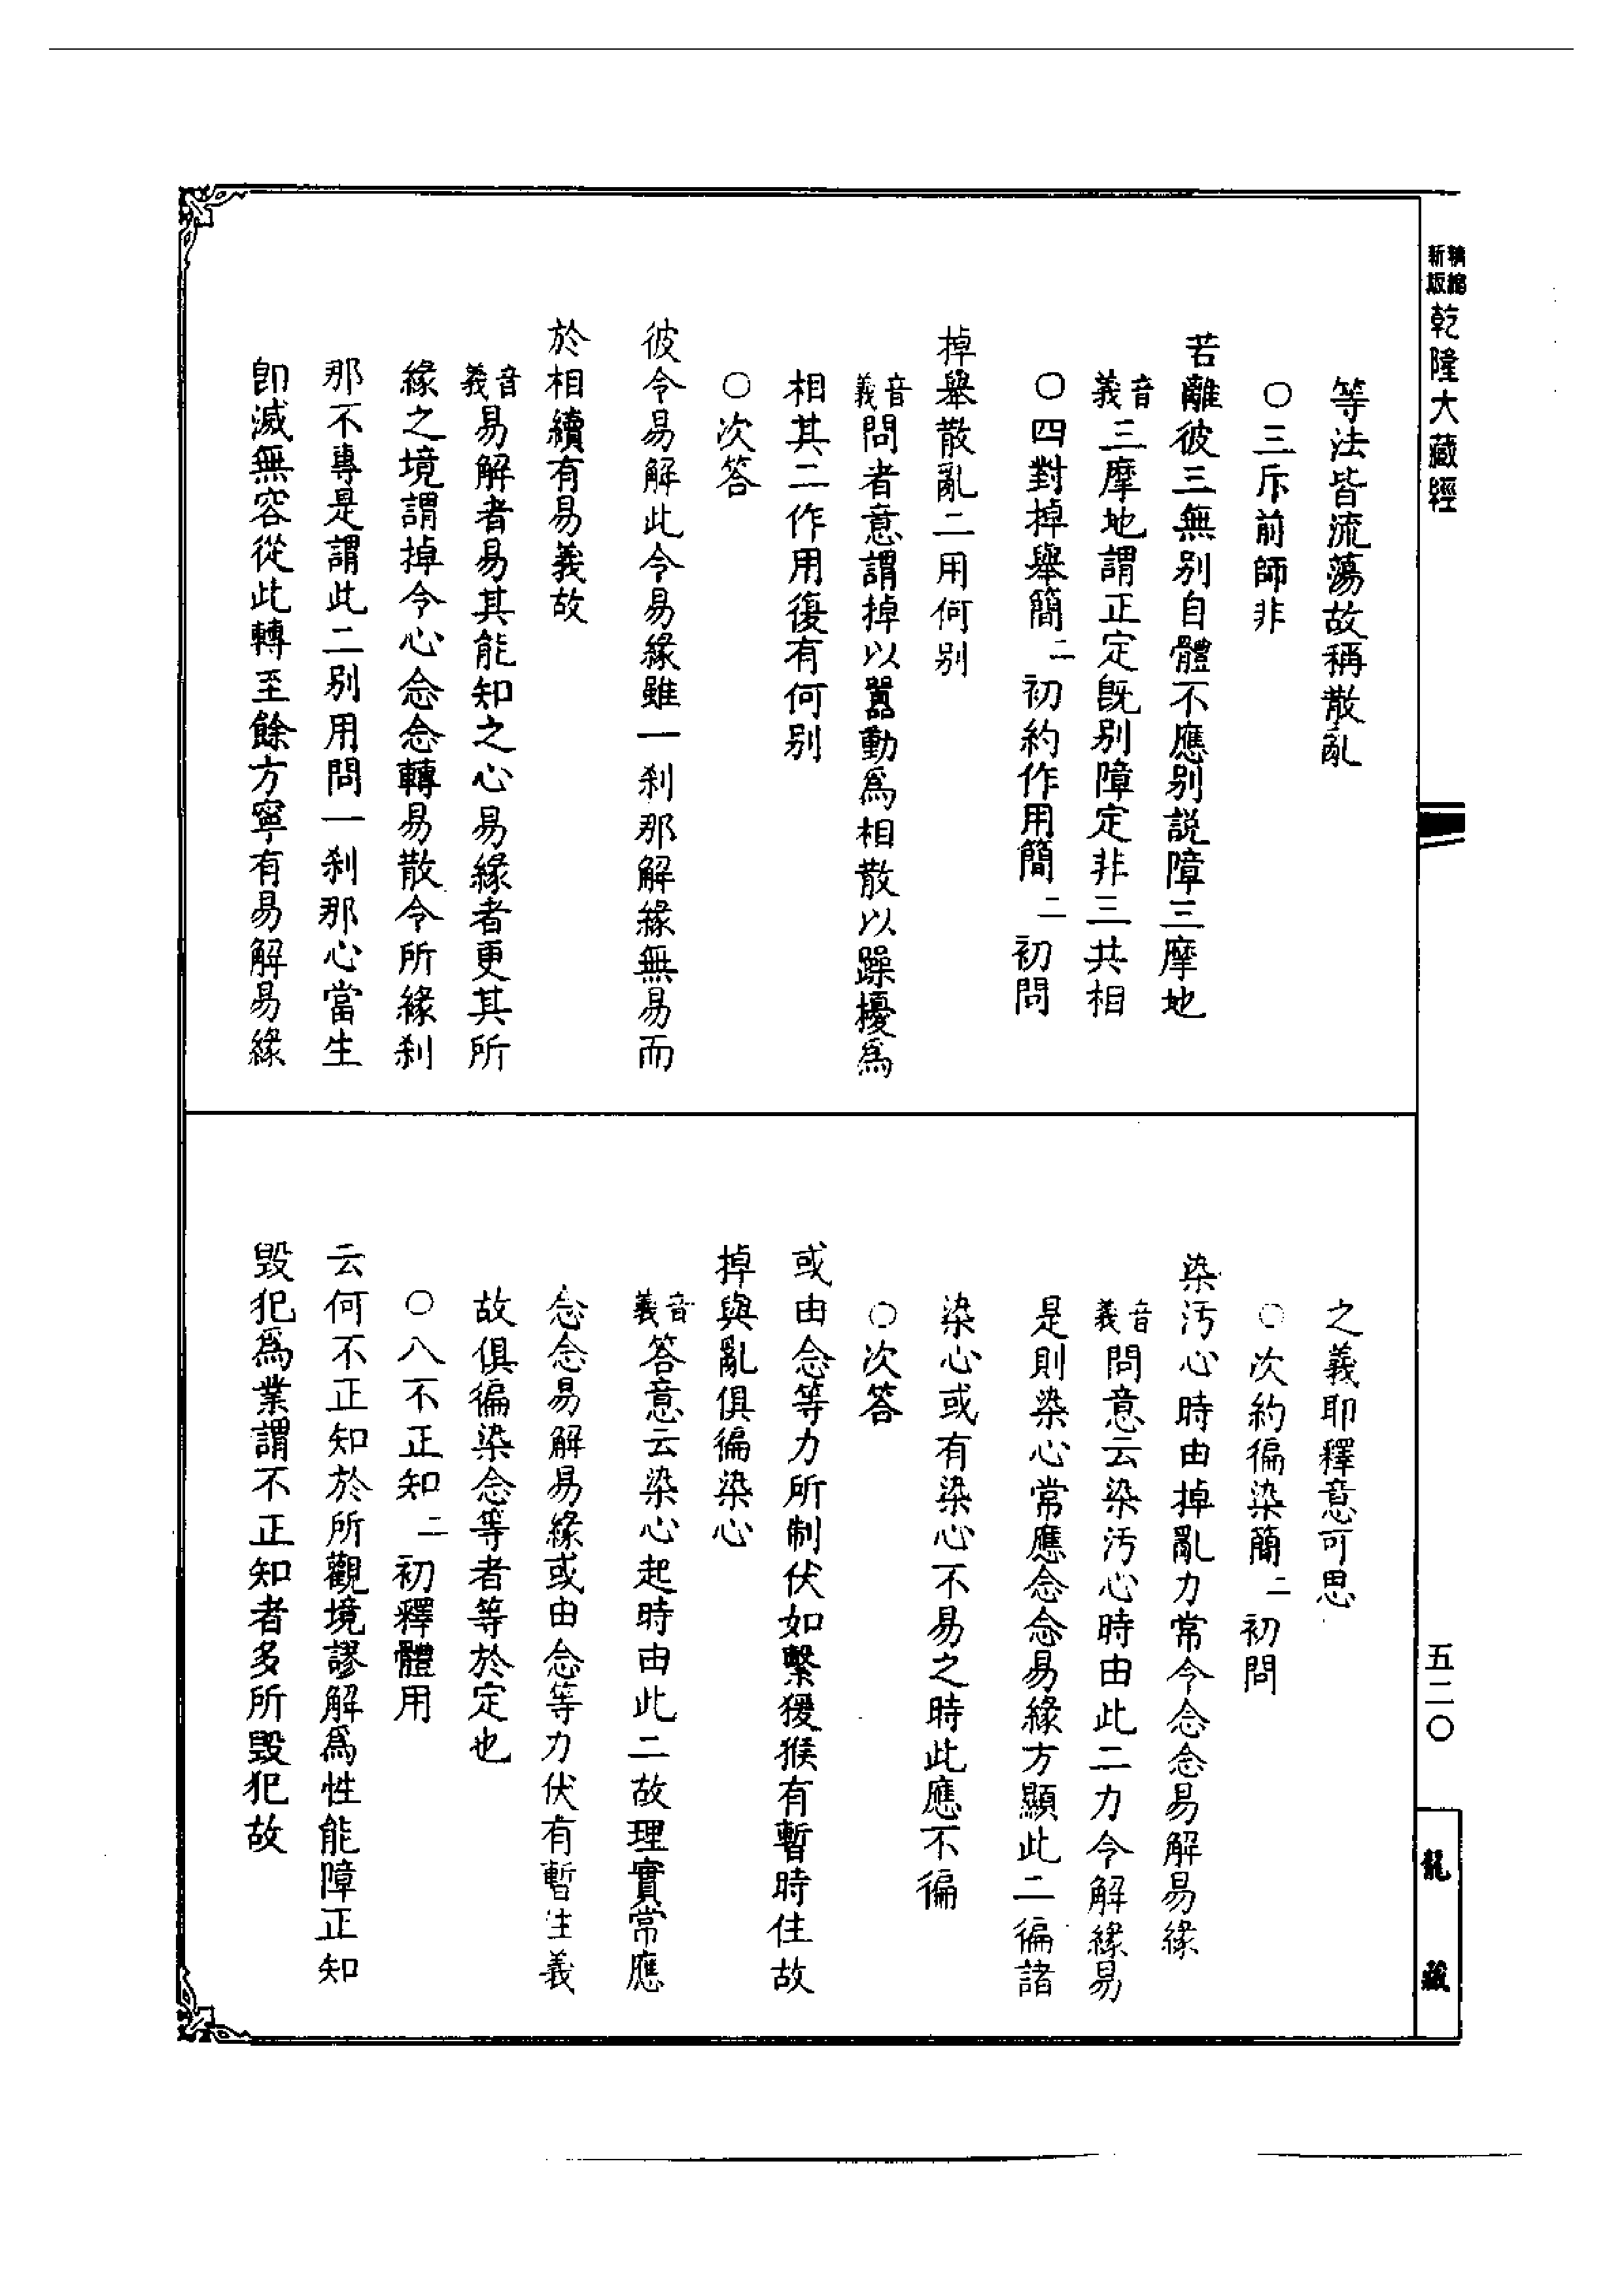 精縮新版乾隆大藏經
等法皆流蕩故稱散亂
○三斥前師非
若離彼三無別自體不應別說障三摩地
音義三摩地謂正定旣別障定非三共相
○四對掉舉簡二初約作用簡二初問
掉舉散亂二用何別
音義問者意謂掉以囂動爲相散以躁擾爲
相其二作用復有何別
○次答
彼令易解此令易緣雖一刹那解緣無易而
於相續有易義故
音義易解者易其能知之心易緣者更其所
緣之境謂掉令心念念轉易散令所緣刹
那不專是謂此二別用問一刹那心當生
卽滅無容從此轉至餘方寧有易解易緣
之義耶釋意可思
○次約徧染簡二初問
染汚心時由掉亂力常令念念易解易緣
音義問意云染汚心時由此二力令解緣易
是則染心常應念念易緣方顯此二徧諸
染心或有染心不易之時此應不徧
○次答
或由念等力所制伏如繫猨猴有暫時住故
掉與亂俱徧染心
音義答意云染心起時由此二故理實常應
念念易解易緣或由念等力伏有暫住義
故俱徧染念等者等於定也
○八不正知二初釋體用
云何不正知於所觀境謬解爲性能障正知
毀犯爲業謂不正知者多所毀犯故
五二〇
龍藏